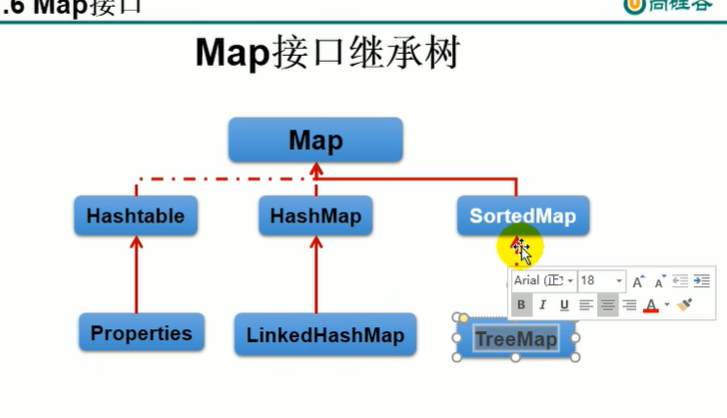 .6 Map接口
尚硅谷
Map接口继承树
Map
Hashtable
HashMap
SortedMap
Arial (正
18
A A
B I U
A
Properties
LinkedHashMap
TreeMap